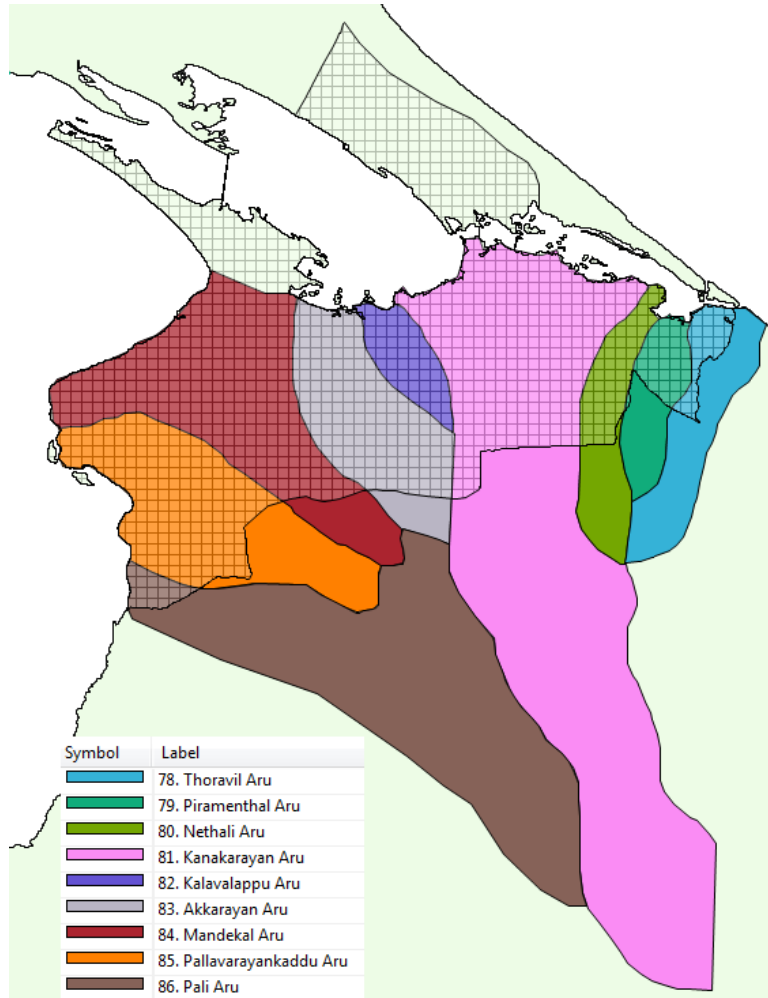 Symbol Label
78. Thoravil Aru
79. Piramenthal Aru
80. Nethali Aru
81. Kanakarayan Aru
82. Kalavalappu Aru
83. Akkarayan Aru
84. Mandekal Aru
85. Pallavarayankaddu Aru
86. Pali Aru